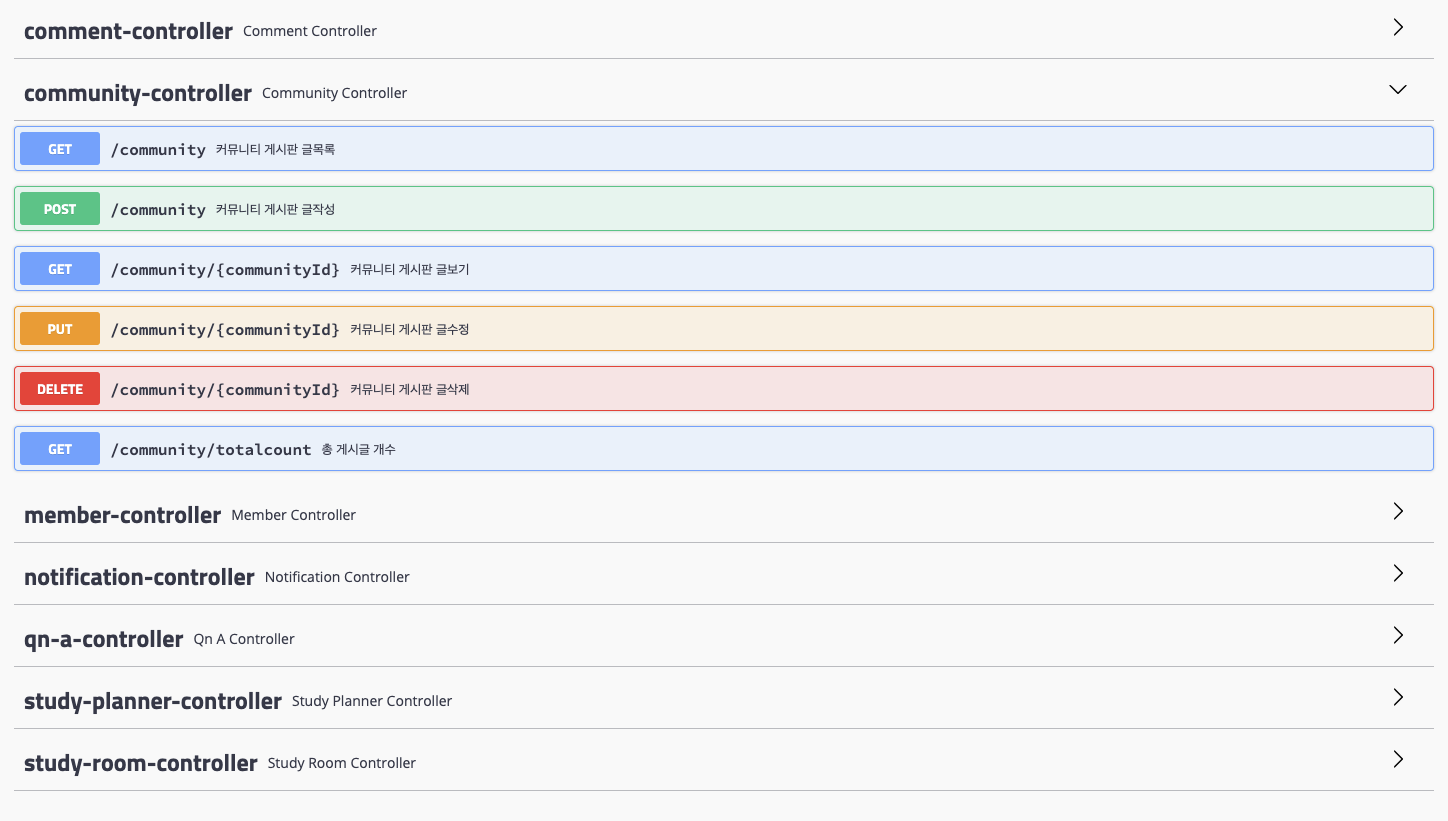 comment-controller Comment Controller
community-controller Community Controller
GET /community 커뮤니티 게시판 글목록
POST /community 커뮤니티 게시판 글작성
GET /community/{communityId} 커뮤니티 게시판 글보기
PUT /community/{communityId} 커뮤니티 게시판 글수정
DELETE /community/{communityId} 커뮤니티 게시판 글삭제
GET /community/totalcount 총 게시글 개수
member-controller Member Controller
notification-controller Notification Controller
qn-a-controller Qn A Controller
study-planner-controller Study Planner Controller
study-room-controller Study Room Controller